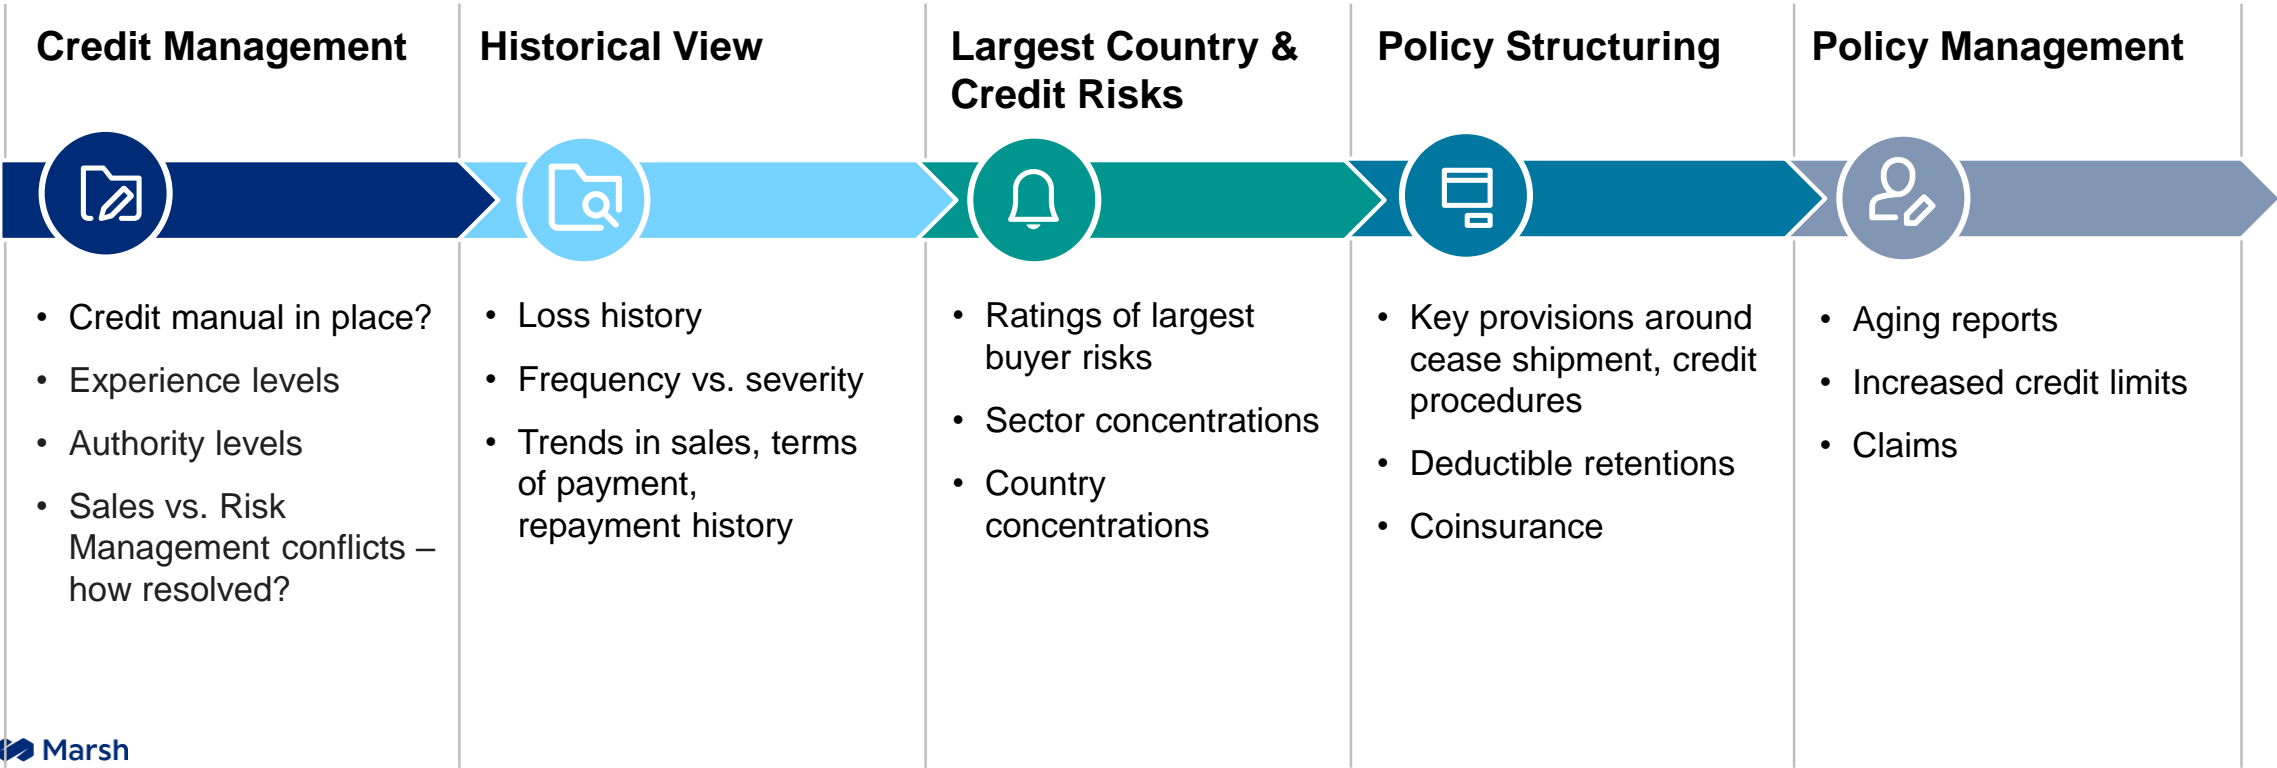 Credit Management
• Credit manual in place?
• Experience levels
• Authority levels
• Sales vs. Risk
Management conflicts –
how resolved?
Historical View
• Loss history
• Frequency vs. severity
• Trends in sales, terms
of payment,
repayment history
Largest Country &
Credit Risks
• Ratings of largest
buyer risks
• Sector concentrations
• Country
concentrations
Policy Structuring
• Key provisions around
cease shipment, credit
procedures
• Deductible retentions
• Coinsurance
Policy Management
• Aging reports
• Increased credit limits
• Claims
Marsh